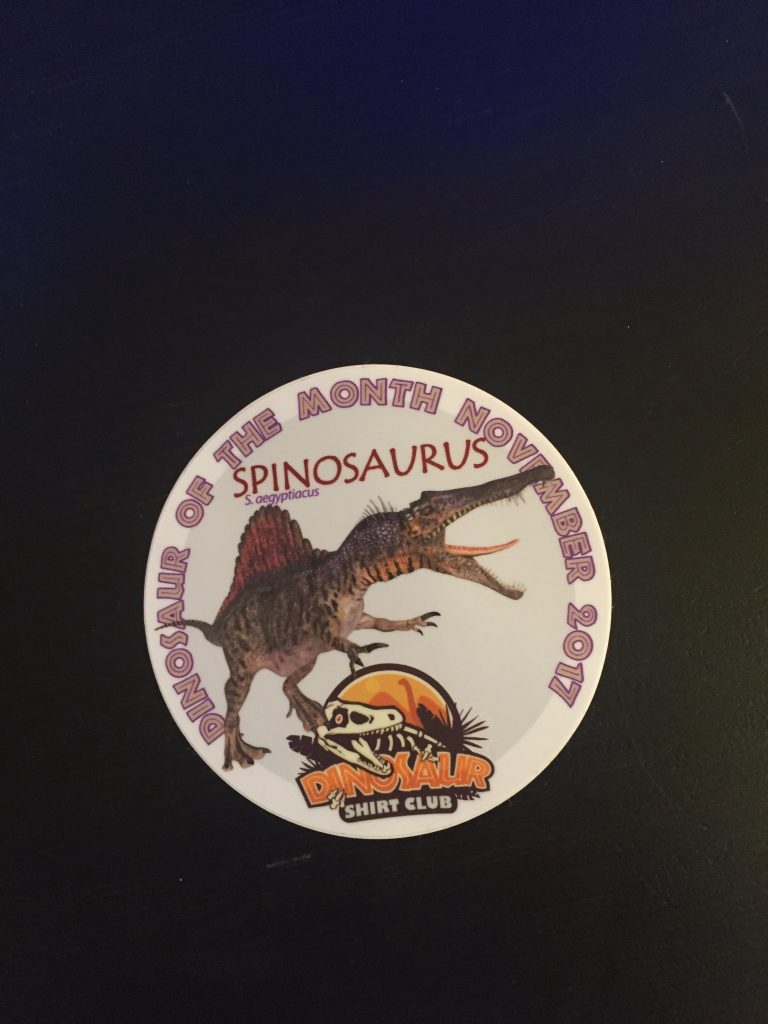 DINOSAUR OF THE MONTH NOVEMBER 2017
SPINOSAURUS
S. aegyptiacus
DINOSAUR
SHIRT CLUB